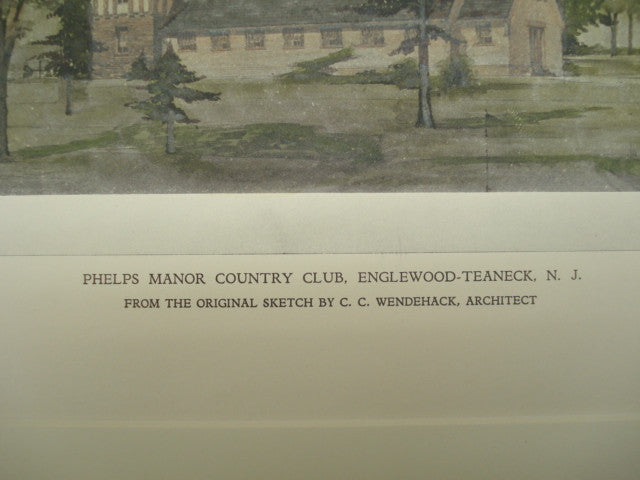 PHELPS MANOR COUNTRY CLUB, ENGLEWOOD-TEANECK, N. J.
FROM THE ORIGINAL SKETCH BY C. C. WENDEHACK, ARCHITECT